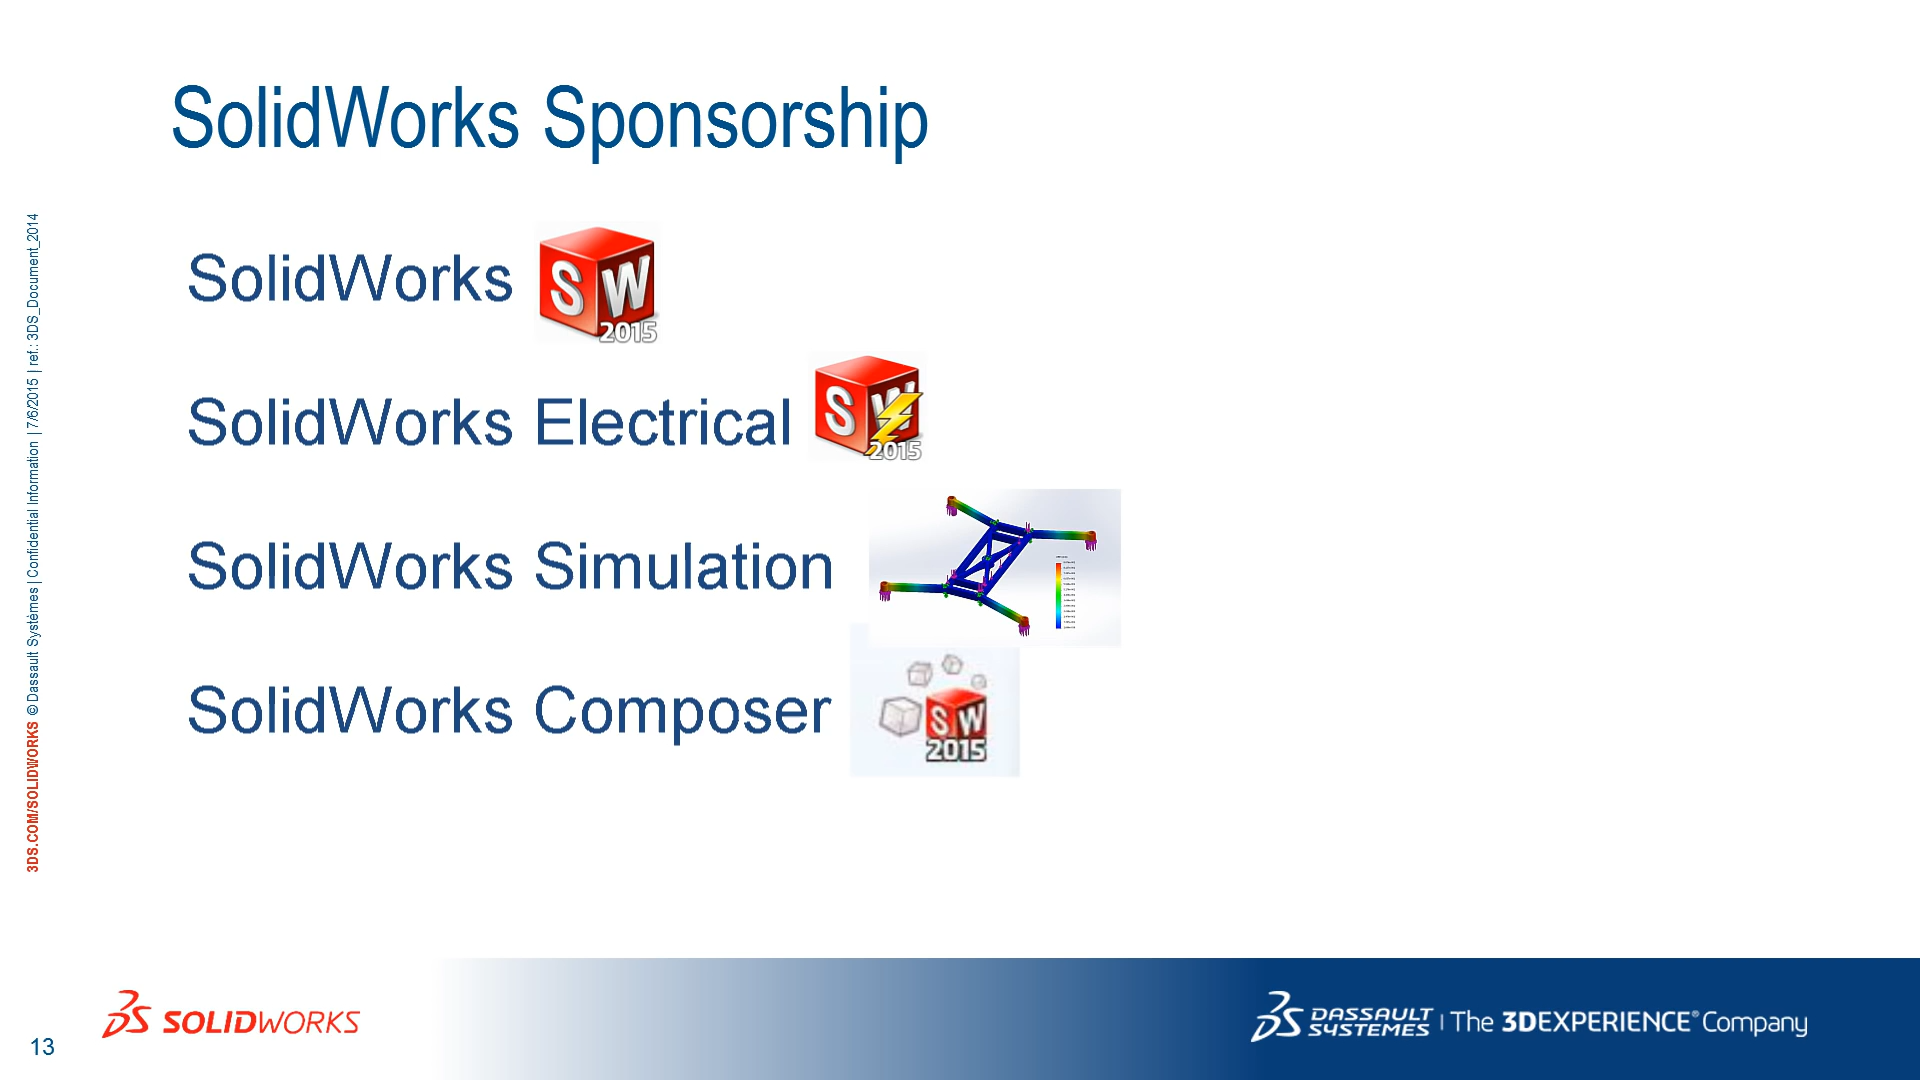 SolidWorks Sponsorship
SolidWorks
SW
2015
SolidWorks Electrical
SW
2015
SolidWorks Simulation
SolidWorks Composer
SW
2015
3DS.COM/SOLIDWORKS © Dassault Systèmes | Confidential Information | 7/6/2015 | ref.: 3DS_Document_2014
13
SOLIDWORKS
DASSAULT
SYSTEMES
| The 3DEXPERIENCE® Company